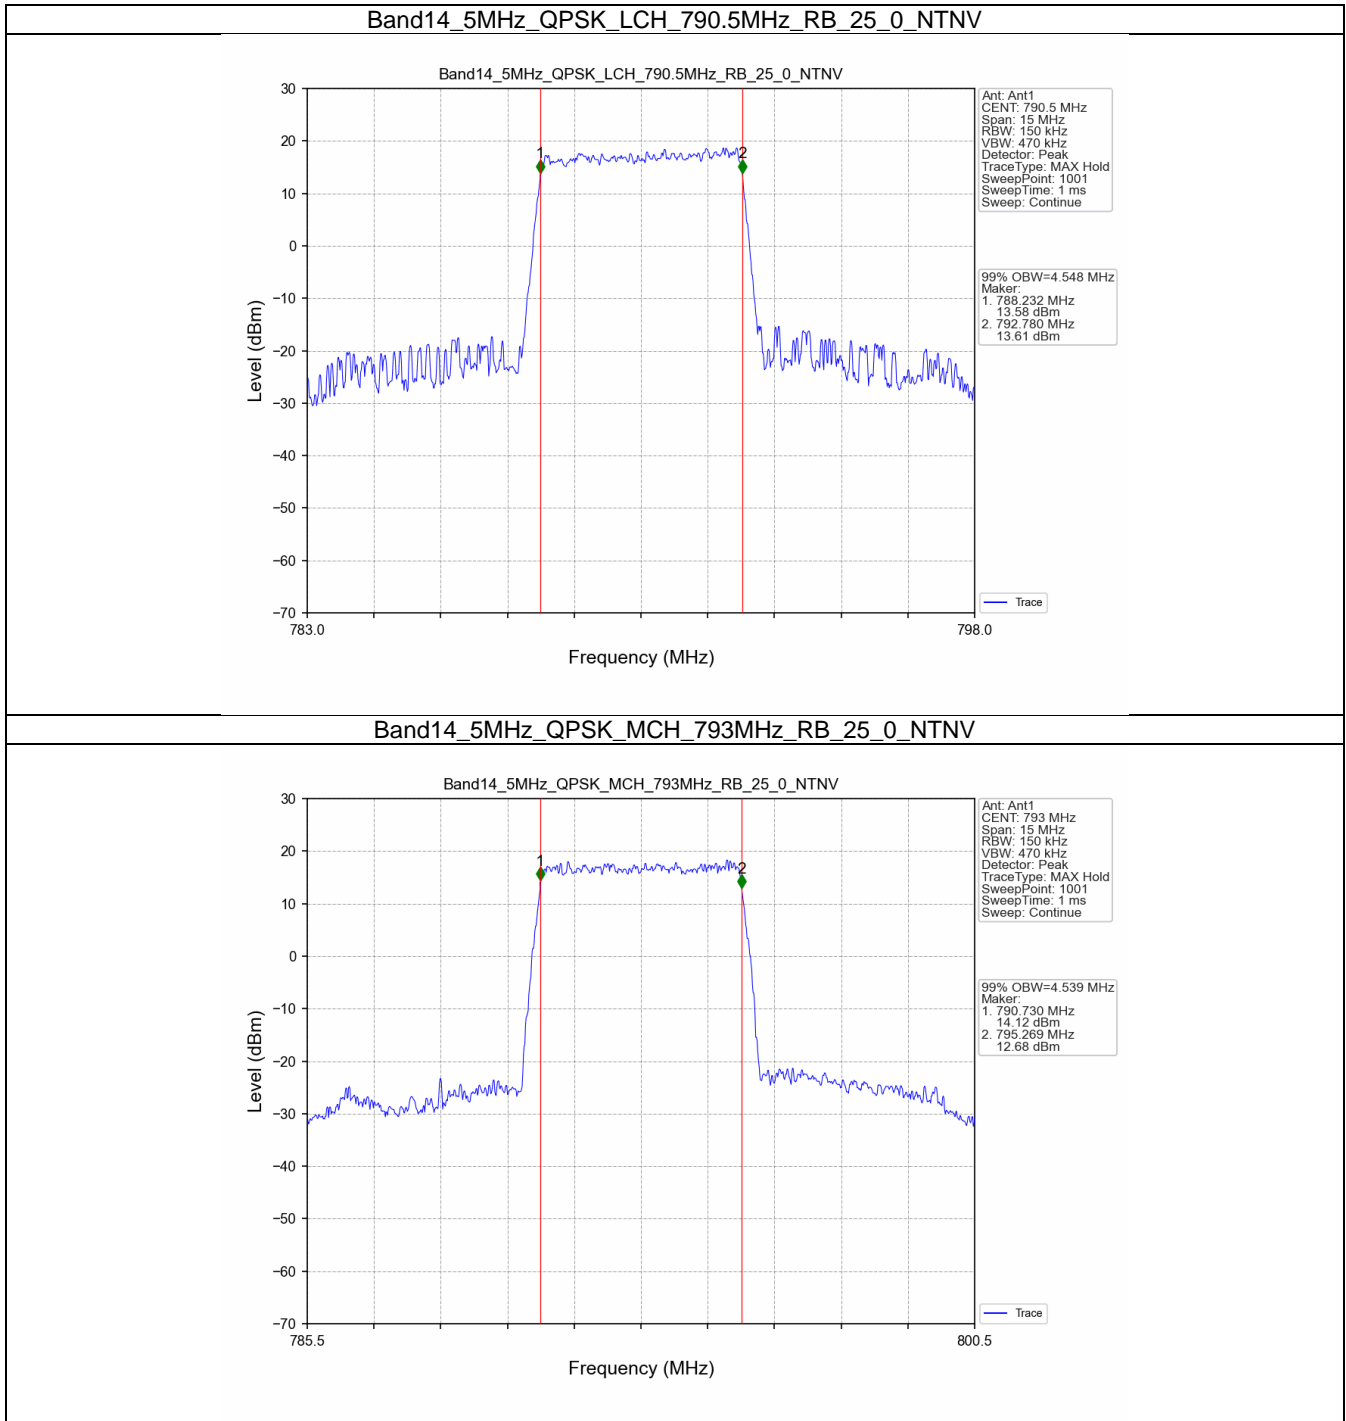 Band14_5MHz_QPSK_LCH_790.5MHz_RB_25_0_NTNV
Band14_5MHz_QPSK_LCH_790.5MHz_RB_25_0_NTNV
30
20
10
0
−10
−20
−30
−40
−50
−60
−70
Level (dBm)
1
2
783.0
798.0
Frequency (MHz)
Ant: Ant1
CENT: 790.5 MHz
Span: 15 MHz
RBW: 150 kHz
VBW: 470 kHz
Detector: Peak
TraceType: MAX Hold
SweepPoint: 1001
SweepTime: 1 ms
Sweep: Continue
99% OBW=4.548 MHz
Maker:
1. 788.232 MHz
13.58 dBm
2. 792.780 MHz
13.61 dBm
Trace
Band14_5MHz_QPSK_MCH_793MHz_RB_25_0_NTNV
Band14_5MHz_QPSK_MCH_793MHz_RB_25_0_NTNV
30
20
10
0
−10
−20
−30
−40
−50
−60
−70
Level (dBm)
1
2
785.5
800.5
Frequency (MHz)
Ant: Ant1
CENT: 793 MHz
Span: 15 MHz
RBW: 150 kHz
VBW: 470 kHz
Detector: Peak
TraceType: MAX Hold
SweepPoint: 1001
SweepTime: 1 ms
Sweep: Continue
99% OBW=4.539 MHz
Maker:
1. 790.730 MHz
14.12 dBm
2. 795.269 MHz
12.68 dBm
Trace